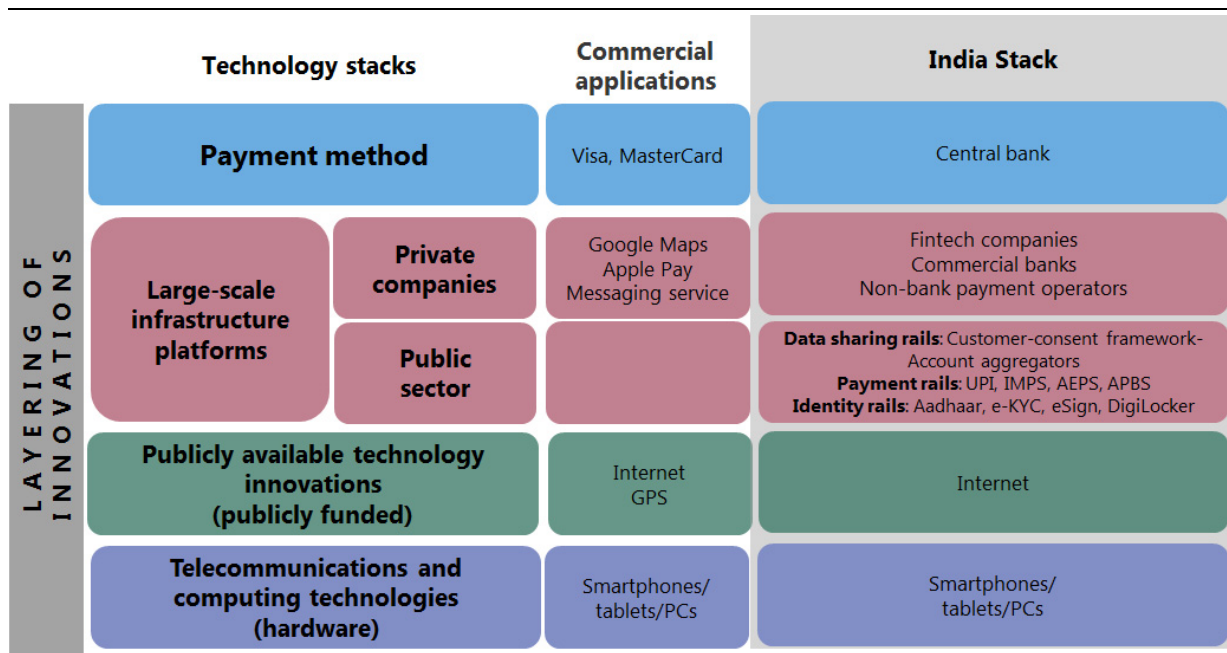 Technology stacks
Commercial
applications
India Stack
LAYERING OF
INNOVATIONS
Payment method
Visa, MasterCard
Central bank
Large-scale
infrastructure
platforms
Private
companies
Google Maps
Apple Pay
Messaging service
Fintech companies
Commercial banks
Non-bank payment operators
Public
sector
Data sharing rails: Customer-consent framework-
Account aggregators
Payment rails: UPI, IMPS, AEPS, APBS
Identity rails: Aadhaar, e-KYC, eSign, DigiLocker
Publicly available technology
innovations
(publicly funded)
Internet
GPS
Internet
Telecommunications and
computing technologies
(hardware)
Smartphones/
tablets/PCs
Smartphones/
tablets/PCs